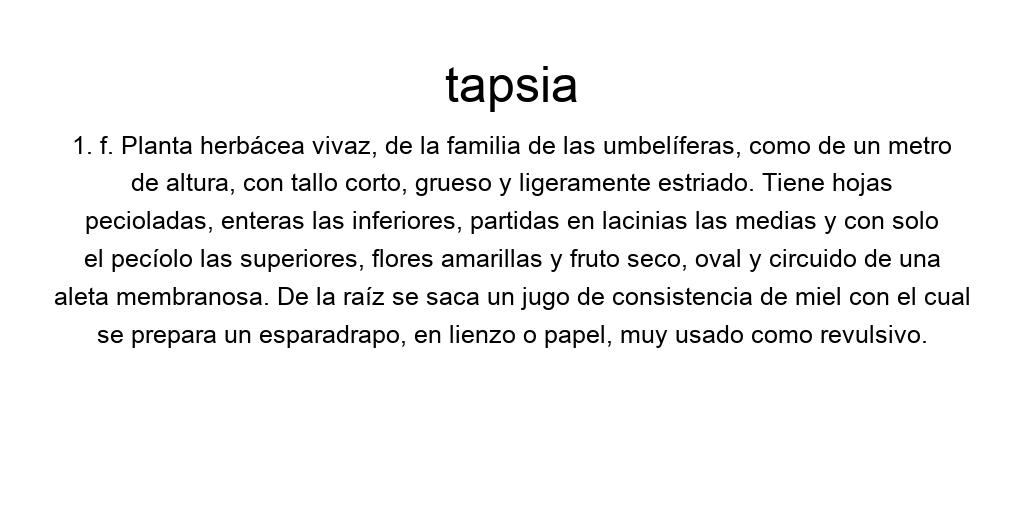 tapsia
1. f. Planta herbácea vivaz, de la familia de las umbelíferas, como de un metro
de altura, con tallo corto, grueso y ligeramente estriado. Tiene hojas
pecioladas, enteras las inferiores, partidas en lacinias las medias y con solo
el pecíolo las superiores, flores amarillas y fruto seco, oval y circuido de una
aleta membranosa. De la raíz se saca un jugo de consistencia de miel con el cual
se prepara un esparadrapo, en lienzo o papel, muy usado como revulsivo.